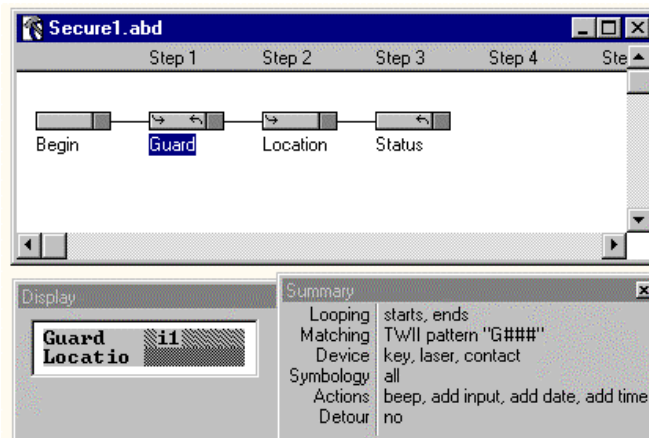 Secure1.abd
Step 1 Step 2 Step 3 Step 4 Ste
Begin Guard Location Status
Display
Guard i1
Locatio
Summary
Looping starts, ends
Matching TWII pattern "G###"
Device key, laser, contact
Symbology all
Actions beep, add input, add date, add time
Detour no